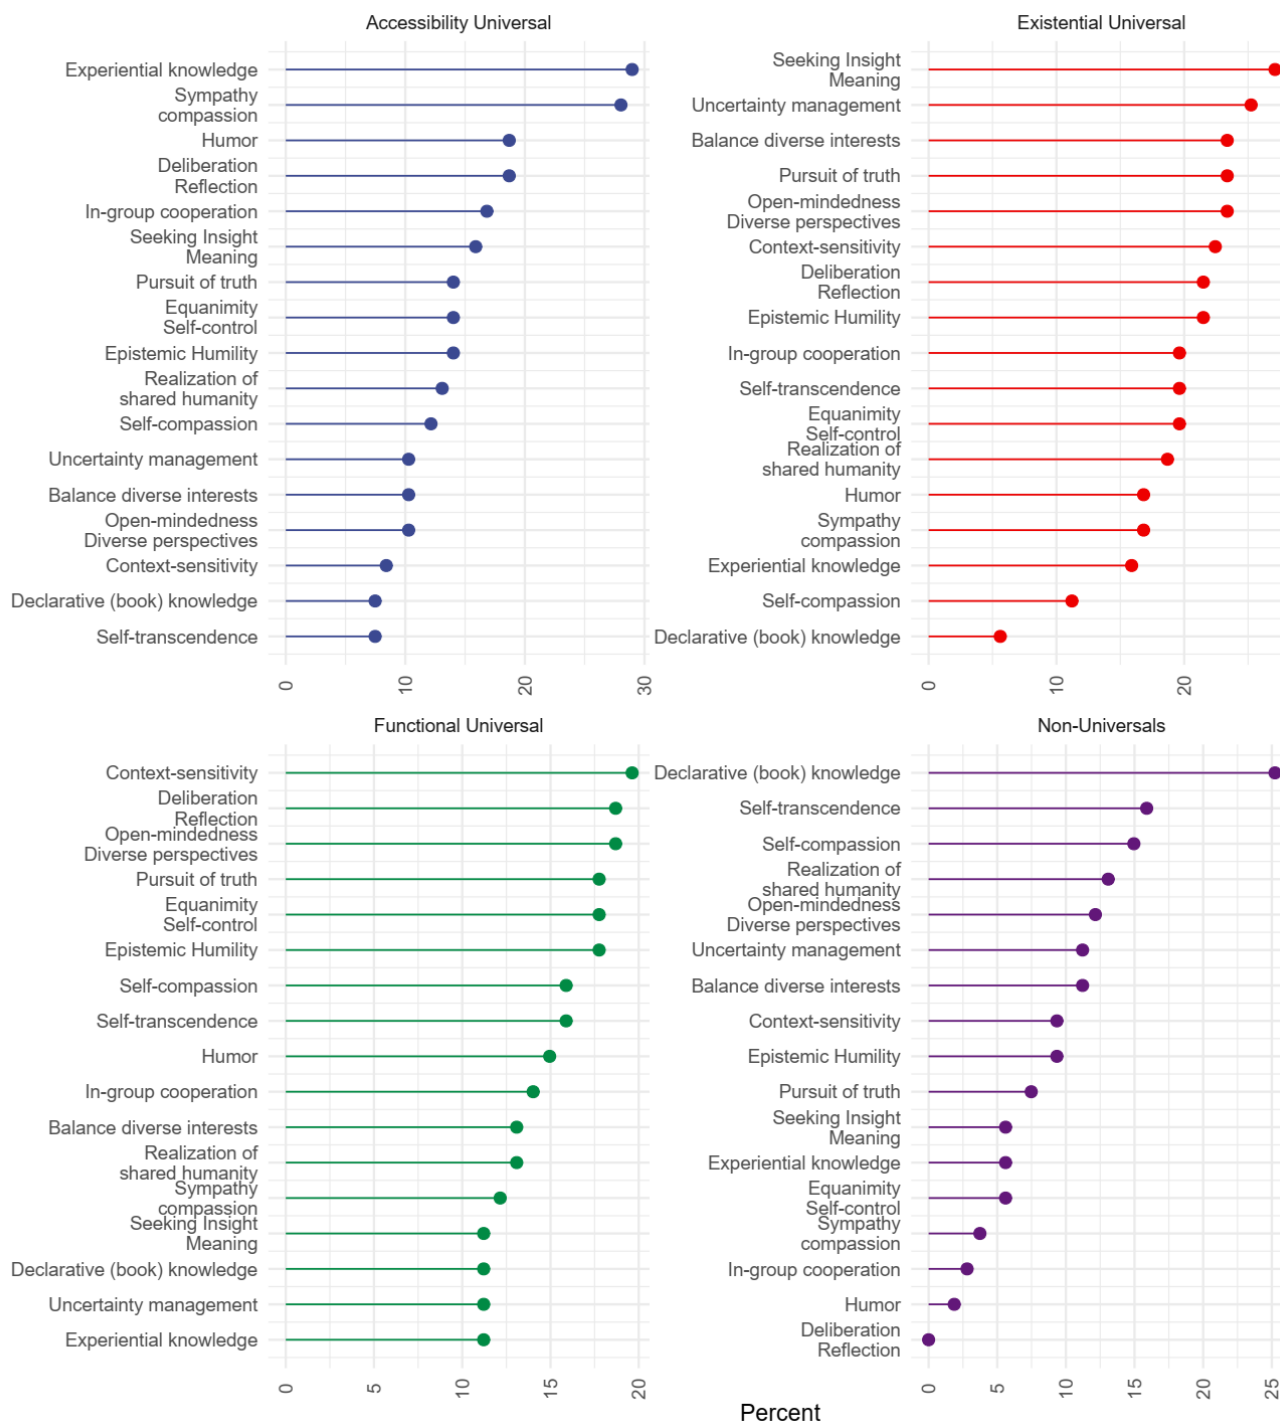 Accessibility Universal
Experiential knowledge
Sympathy
compassion
Humor
Deliberation
Reflection
In-group cooperation
Seeking Insight
Meaning
Pursuit of truth
Equanimity
Self-control
Epistemic Humility
Realization of
shared humanity
Self-compassion
Uncertainty management
Balance diverse interests
Open-mindedness
Diverse perspectives
Context-sensitivity
Declarative (book) knowledge
Self-transcendence
0 10 20 30
Existential Universal
Seeking Insight
Meaning
Uncertainty management
Balance diverse interests
Pursuit of truth
Open-mindedness
Diverse perspectives
Context-sensitivity
Deliberation
Reflection
Epistemic Humility
In-group cooperation
Self-transcendence
Equanimity
Self-control
Realization of
shared humanity
Humor
Sympathy
compassion
Experiential knowledge
Self-compassion
Declarative (book) knowledge
0 10 20
Functional Universal
Context-sensitivity
Deliberation
Reflection
Open-mindedness
Diverse perspectives
Pursuit of truth
Equanimity
Self-control
Epistemic Humility
Self-compassion
Self-transcendence
Humor
In-group cooperation
Balance diverse interests
Realization of
shared humanity
Sympathy
compassion
Seeking Insight
Meaning
Declarative (book) knowledge
Uncertainty management
Experiential knowledge
0 5 10 15 20
Non-Universals
Declarative (book) knowledge
Self-transcendence
Self-compassion
Realization of
shared humanity
Open-mindedness
Diverse perspectives
Uncertainty management
Balance diverse interests
Context-sensitivity
Epistemic Humility
Pursuit of truth
Seeking Insight
Meaning
Experiential knowledge
Equanimity
Self-control
Sympathy
compassion
In-group cooperation
Humor
Deliberation
Reflection
0 5 10 15 20 25
Percent